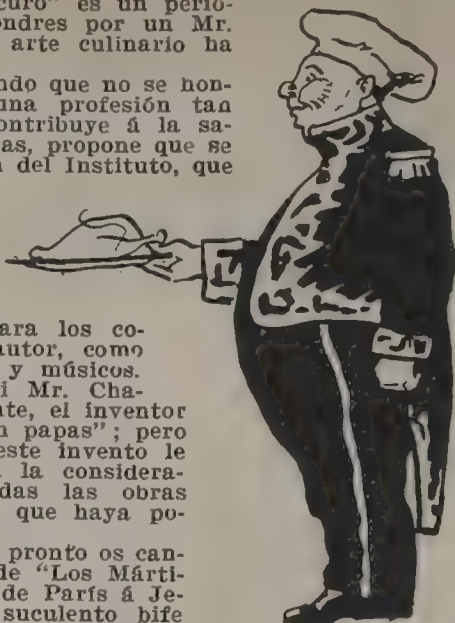 curo" es un perió-
ndres por un Mr.
arte culinario ha
ndo que no se hon-
una profesión tan
ontribuye á la sa-
as, propone que se
n del Instituto, que
ara los co-
autor, como
y músicos.
i Mr. Cha-
nte, el inventor
n papas"; pero
este invento le
a la considera-
das las obras
que haya po-
pronto os can-
de "Los Márti-
de París á Je-
suculento bife